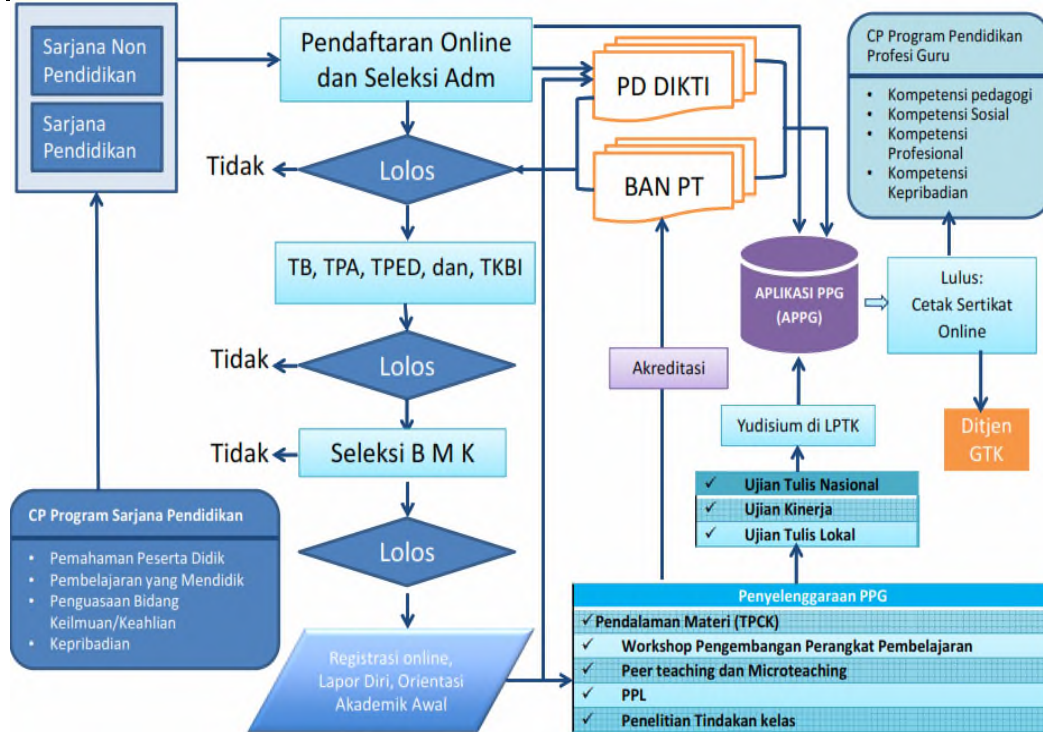 Sarjana Non
Pendidikan
Sarjana
Pendidikan
Pendaftaran Online
dan Seleksi Adm
PD DIKTI
BAN PT
CP Program Pendidikan
Profesi Guru
• Kompetensi pedagogi
• Kompetensi Sosial
• Kompetensi
Profesional
• Kompetensi
Kepribadian
Tidak
Lolos
TB, TPA, TPED, dan, TKBI
Tidak
Lolos
Tidak
Seleksi B M K
Lolos
APLIKASI PPG
(APPG)
Lulus:
Cetak Sertikat
Online
Akreditasi
Yudisium di LPTK
Ditjen
GTK
✓ Ujian Tulis Nasional
✓ Ujian Kinerja
✓ Ujian Tulis Lokal
CP Program Sarjana Pendidikan
• Pemahaman Peserta Didik
• Pembelajaran yang Mendidik
• Penguasaan Bidang
Keilmuan/Keahlian
• Kepribadian
Registrasi online,
Lapor Diri, Orientasi
Akademik Awal
Penyelenggaraan PPG
✓Pendalaman Materi (TPCK)
✓ Workshop Pengembangan Perangkat Pembelajaran
✓ Peer teaching dan Microteaching
✓ PPL
✓ Penelitian Tindakan kelas